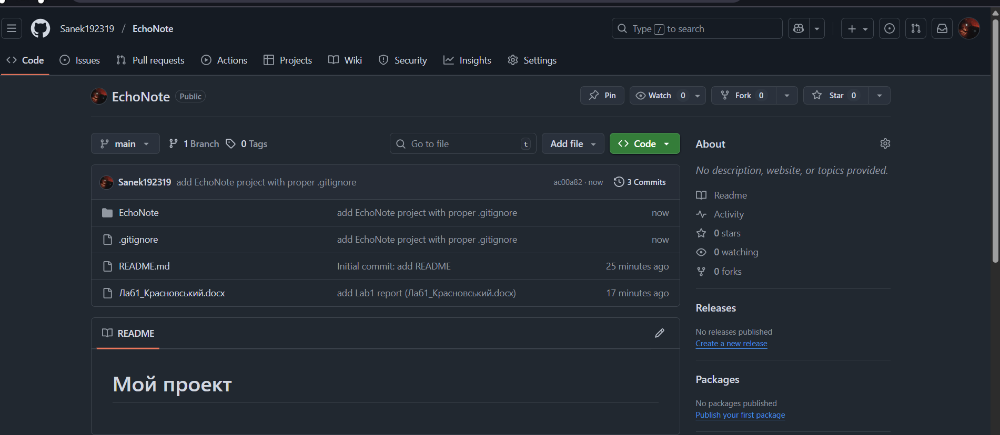 Sanek192319 / EchoNote
Type / to search
Code Issues Pull requests Actions Projects Wiki Security Insights Settings
EchoNote Public
Pin Watch 0 Fork 0 Star 0
main 1 Branch 0 Tags
Go to file t
Add file Code
Sanek192319 add EchoNote project with proper .gitignore ac00a82 · now 3 Commits
EchoNote add EchoNote project with proper .gitignore now
.gitignore add EchoNote project with proper .gitignore now
README.md Initial commit: add README 25 minutes ago
Лаб1_Красновський.docx add Lab1 report (Лаб1_Красновський.docx) 17 minutes ago
README
Мой проект
About
No description, website, or topics provided.
Readme
Activity
0 stars
0 watching
0 forks
Releases
No releases published
Create a new release
Packages
No packages published
Publish your first package